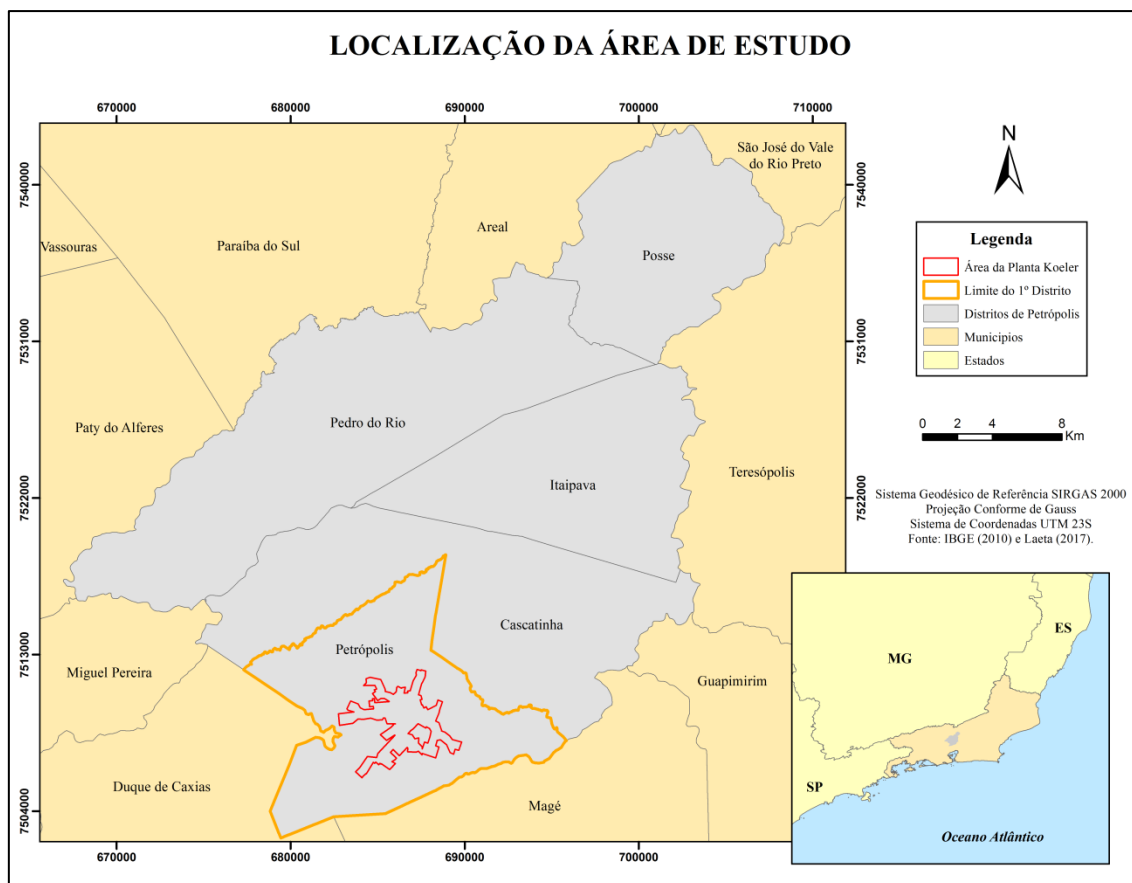 LOCALIZAÇÃO DA ÁREA DE ESTUDO
670000 680000 690000 700000 710000
7540000 7540000
7531000 7531000
7522000 7522000
7513000 7513000
7504000 7504000
São José do Vale
do Rio Preto
Vassouras
Paraíba do Sul
Areal
Posse
Paty do Alferes
Pedro do Rio
Itaipava
Teresópolis
Cascatinha
Petrópolis
Miguel Pereira
Guapimirim
Duque de Caxias
Magé
670000 680000 690000 700000
N
Legenda
Área da Planta Koeler
Limite do 1º Distrito
Distritos de Petrópolis
Municípios
Estados
0 2 4 8
Km
Sistema Geodésico de Referência SIRGAS 2000
Projeção Conforme de Gauss
Sistema de Coordenadas UTM 23S
Fonte: IBGE (2010) e Laeta (2017).
ES
MG
SP
Oceano Atlântico